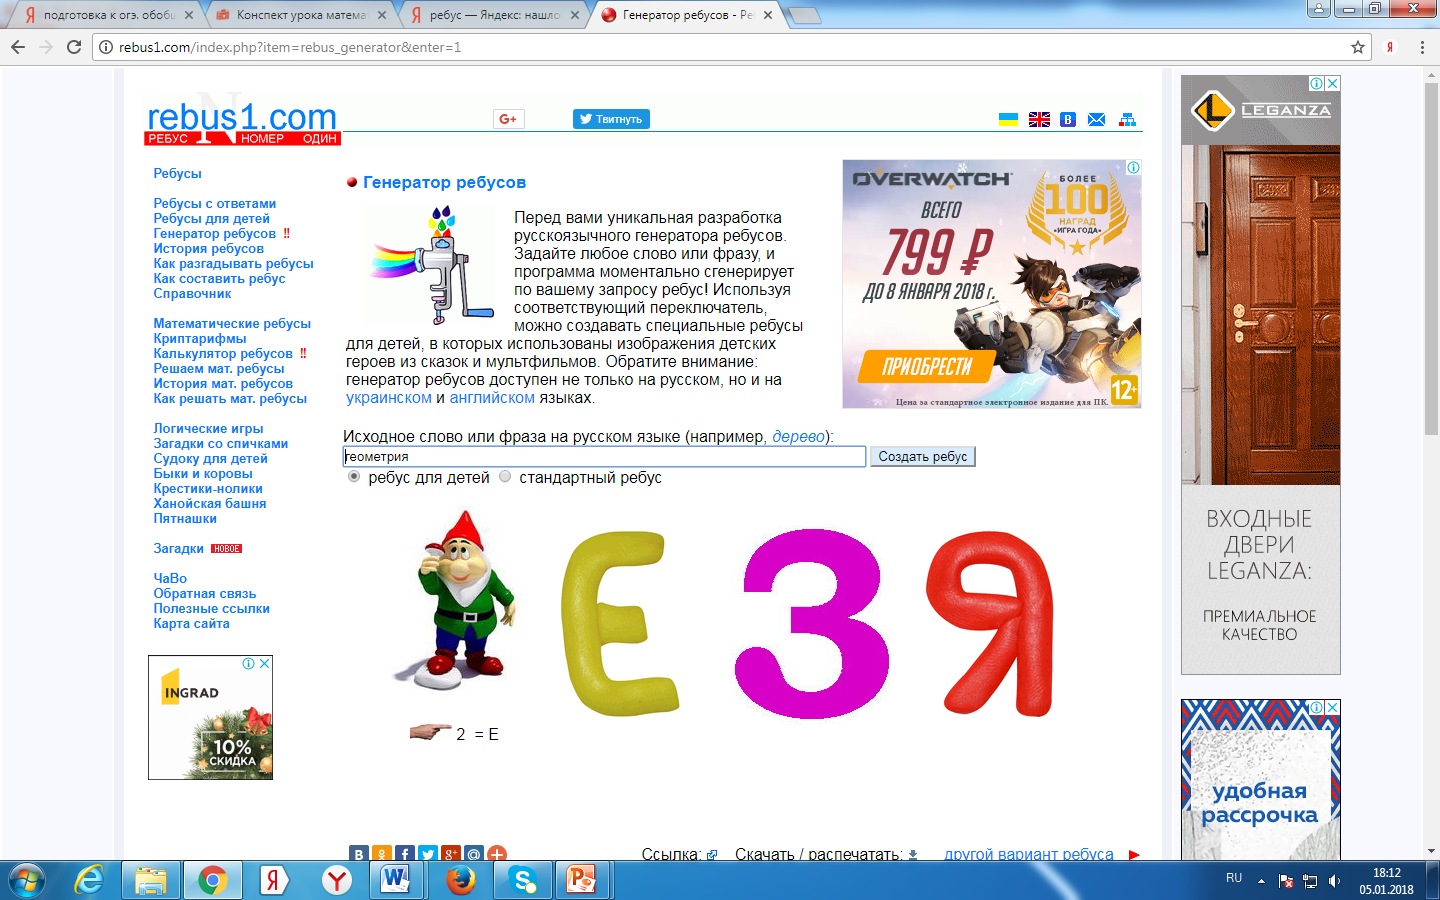 подготовка к огэ. обобщ
Конспект урока матема
ребус — Яндекс: нашло
Генератор ребусов - Ре
rebus1.com/index.php?item=rebus_generator&enter=1
rebus1.com
РЕБУС N НОМЕР ОДИН
G+
Твитнуть
Ребусы
Ребусы с ответами
Ребусы для детей
Генератор ребусов !!
История ребусов
Как разгадывать ребусы
Как составить ребус
Справочник
Математические ребусы
Криптарифмы
Калькулятор ребусов !!
Решаем мат. ребусы
История мат. ребусов
Как решать мат. ребусы
Логические игры
Загадки со спичками
Судоку для детей
Быки и коровы
Крестики-нолики
Ханойская башня
Пятнашки
Загадки НОВОЕ
ЧаВо
Обратная связь
Полезные ссылки
Карта сайта
INGRAD
10%
СКИДКА
Генератор ребусов
Перед вами уникальная разработка
русскоязычного генератора ребусов.
Задайте любое слово или фразу, и
программа моментально сгенерирует
по вашему запросу ребус! Используя
соответствующий переключатель,
можно создавать специальные ребусы
для детей, в которых использованы изображения детских
героев из сказок и мультфильмов. Обратите внимание:
генератор ребусов доступен не только на русском, но и на
украинском и английском языках.
OVERWATCH
ВСЕГО
799 ₽
ДО 8 ЯНВАРЯ 2018 г.
БОЛЕЕ
100
НАГРАД
«ИГРА ГОДА»
ПРИОБРЕСТИ
12+
Цена за стандартное электронное издание для ПК.
Исходное слово или фраза на русском языке (например, дерево):
геометрия
Создать ребус
ребус для детей стандартный ребус
Е З Я
2 = Е
Ссылка: Скачать / распечатать: другой вариант ребуса
LEGANZA
ВХОДНЫЕ
ДВЕРИ
LEGANZA:
ПРЕМИАЛЬНОЕ
КАЧЕСТВО
удобная
рассрочка
RU
18:12
05.01.2018